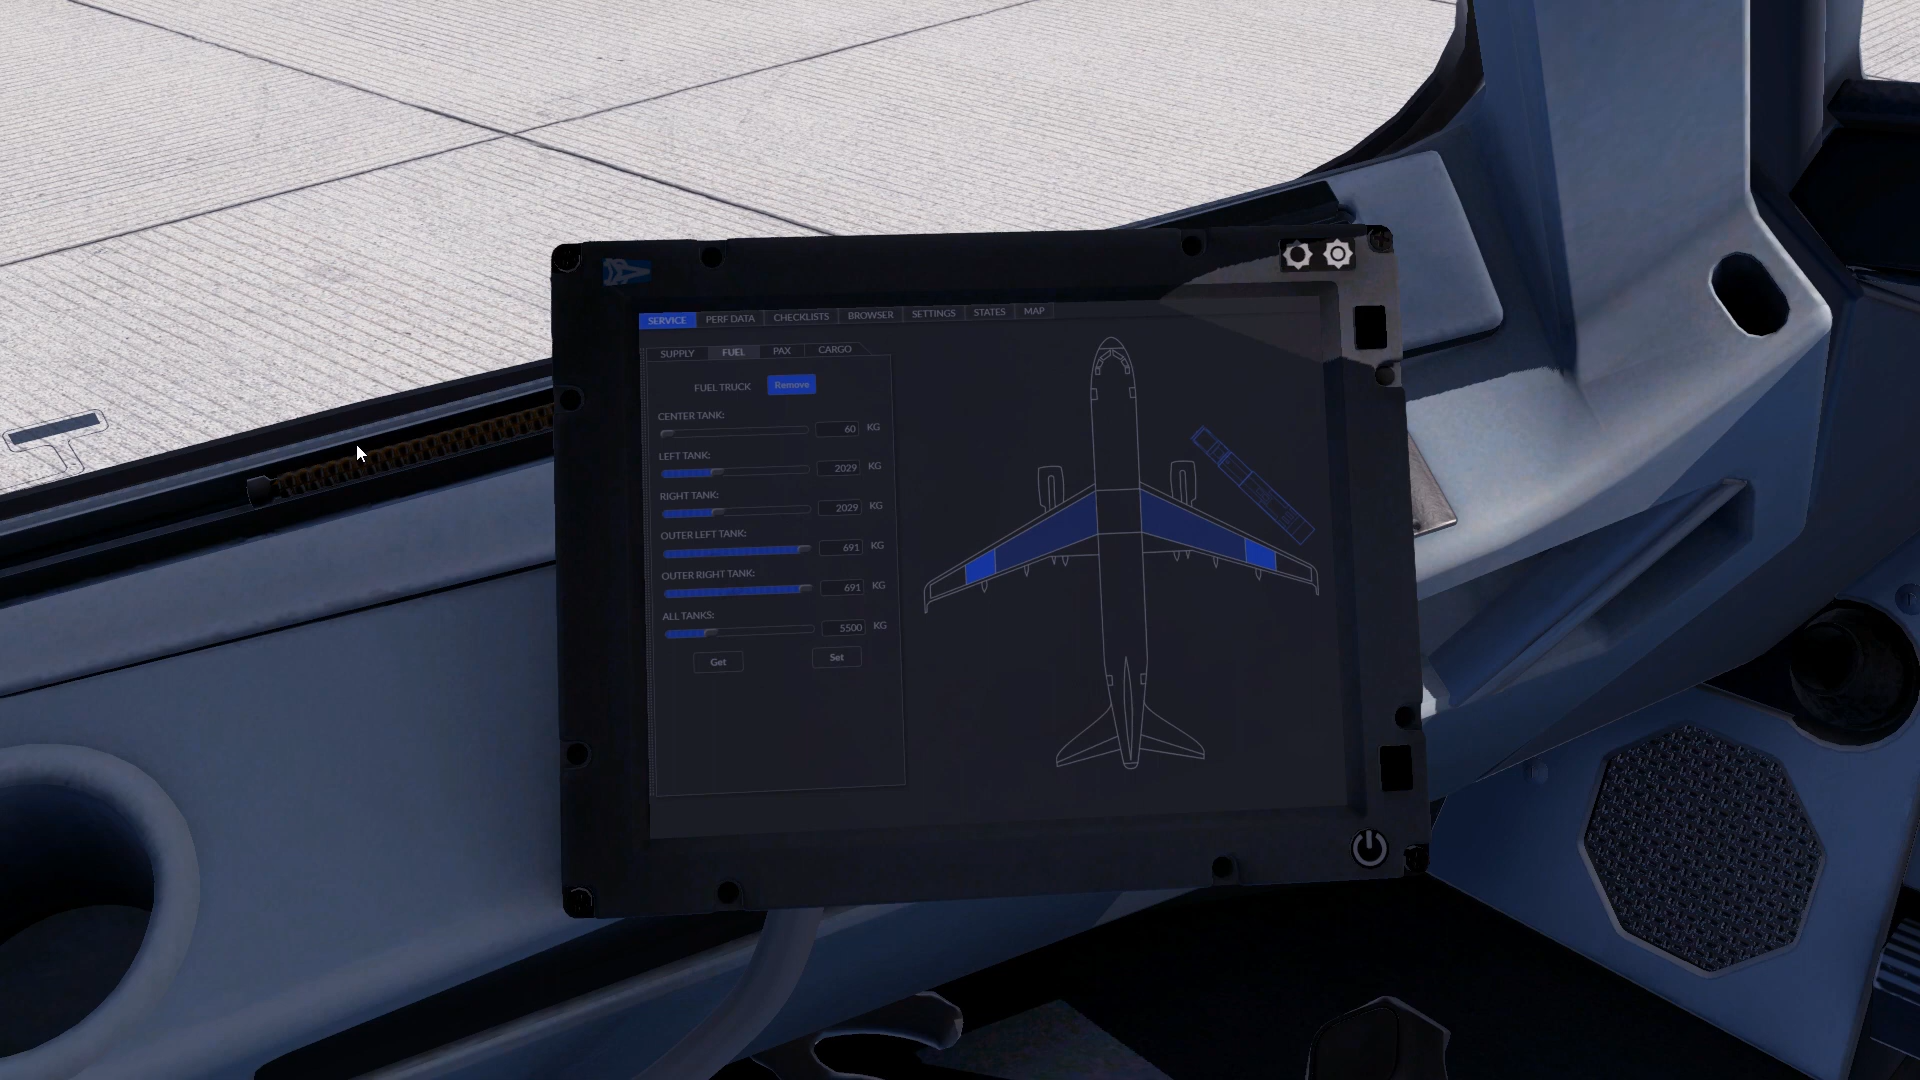 SERVICE PERF DATA CHECKLISTS BROWSER SETTINGS STATES MAP
SUPPLY FUEL PAX CARGO
FUEL TRUCK Remove
CENTER TANK:
60 KG
LEFT TANK:
2029 KG
RIGHT TANK:
2029 KG
OUTER LEFT TANK:
691 KG
OUTER RIGHT TANK:
691 KG
ALL TANKS:
5500 KG
Get Set